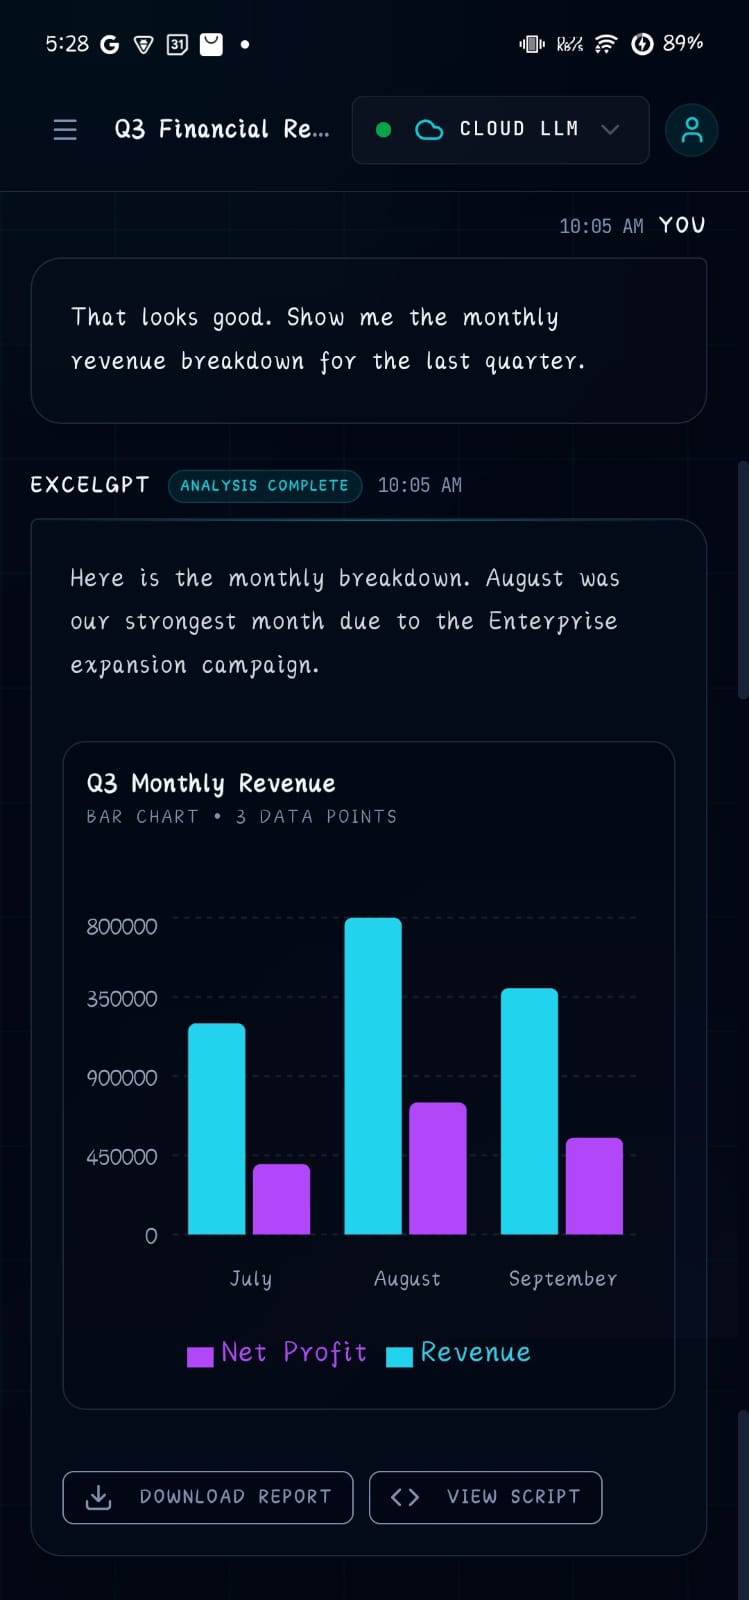 5:28
31
89%
Q3 Financial Re...
CLOUD LLM
10:05 AM YOU
That looks good. Show me the monthly
revenue breakdown for the last quarter.
EXCELGPT ANALYSIS COMPLETE 10:05 AM
Here is the monthly breakdown. August was
our strongest month due to the Enterprise
expansion campaign.
Q3 Monthly Revenue
BAR CHART • 3 DATA POINTS
800000
350000
900000
450000
0
July August September
Net Profit Revenue
DOWNLOAD REPORT VIEW SCRIPT